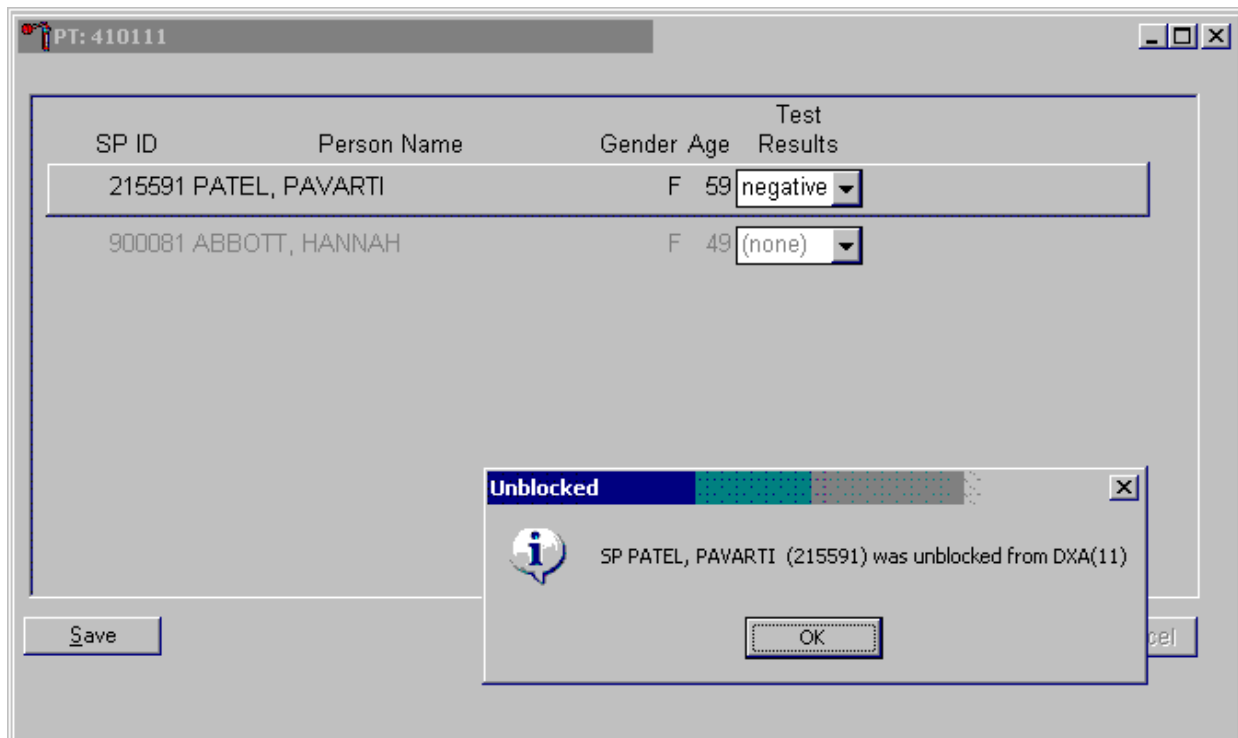 PT: 410111
Test
SP ID Person Name Gender Age Results
215591 PATEL, PAVARTI F 59 negative
900081 ABBOTT, HANNAH F 49 (none)
Unblocked
SP PATEL, PAVARTI (215591) was unblocked from DXA(11)
OK
Save
cel